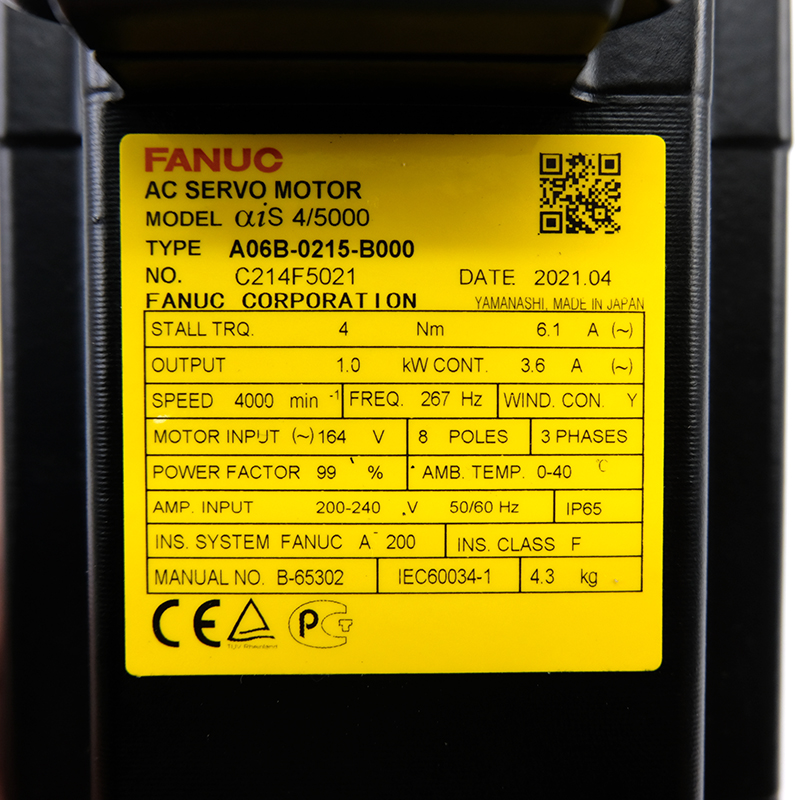 FANUC
AC SERVO MOTOR
MODEL αiS 4/5000
TYPE A06B-0215-B000
NO. C214F5021 DATE 2021.04
FANUC CORPORATION YAMANASHI, MADE IN JAPAN
STALL TRQ. 4 Nm 6.1 A (~)
OUTPUT 1.0 kW CONT. 3.6 A (~)
SPEED 4000 min -1 FREQ. 267 Hz WIND. CON. Y
MOTOR INPUT (~) 164 V 8 POLES 3 PHASES
POWER FACTOR 99 % AMB. TEMP. 0-40 ℃
AMP. INPUT 200-240 V 50/60 Hz IP65
INS. SYSTEM FANUC A- 200 INS. CLASS F
MANUAL NO. B-65302 IEC60034-1 4.3 kg
CE PCT
TÜV Rheinland